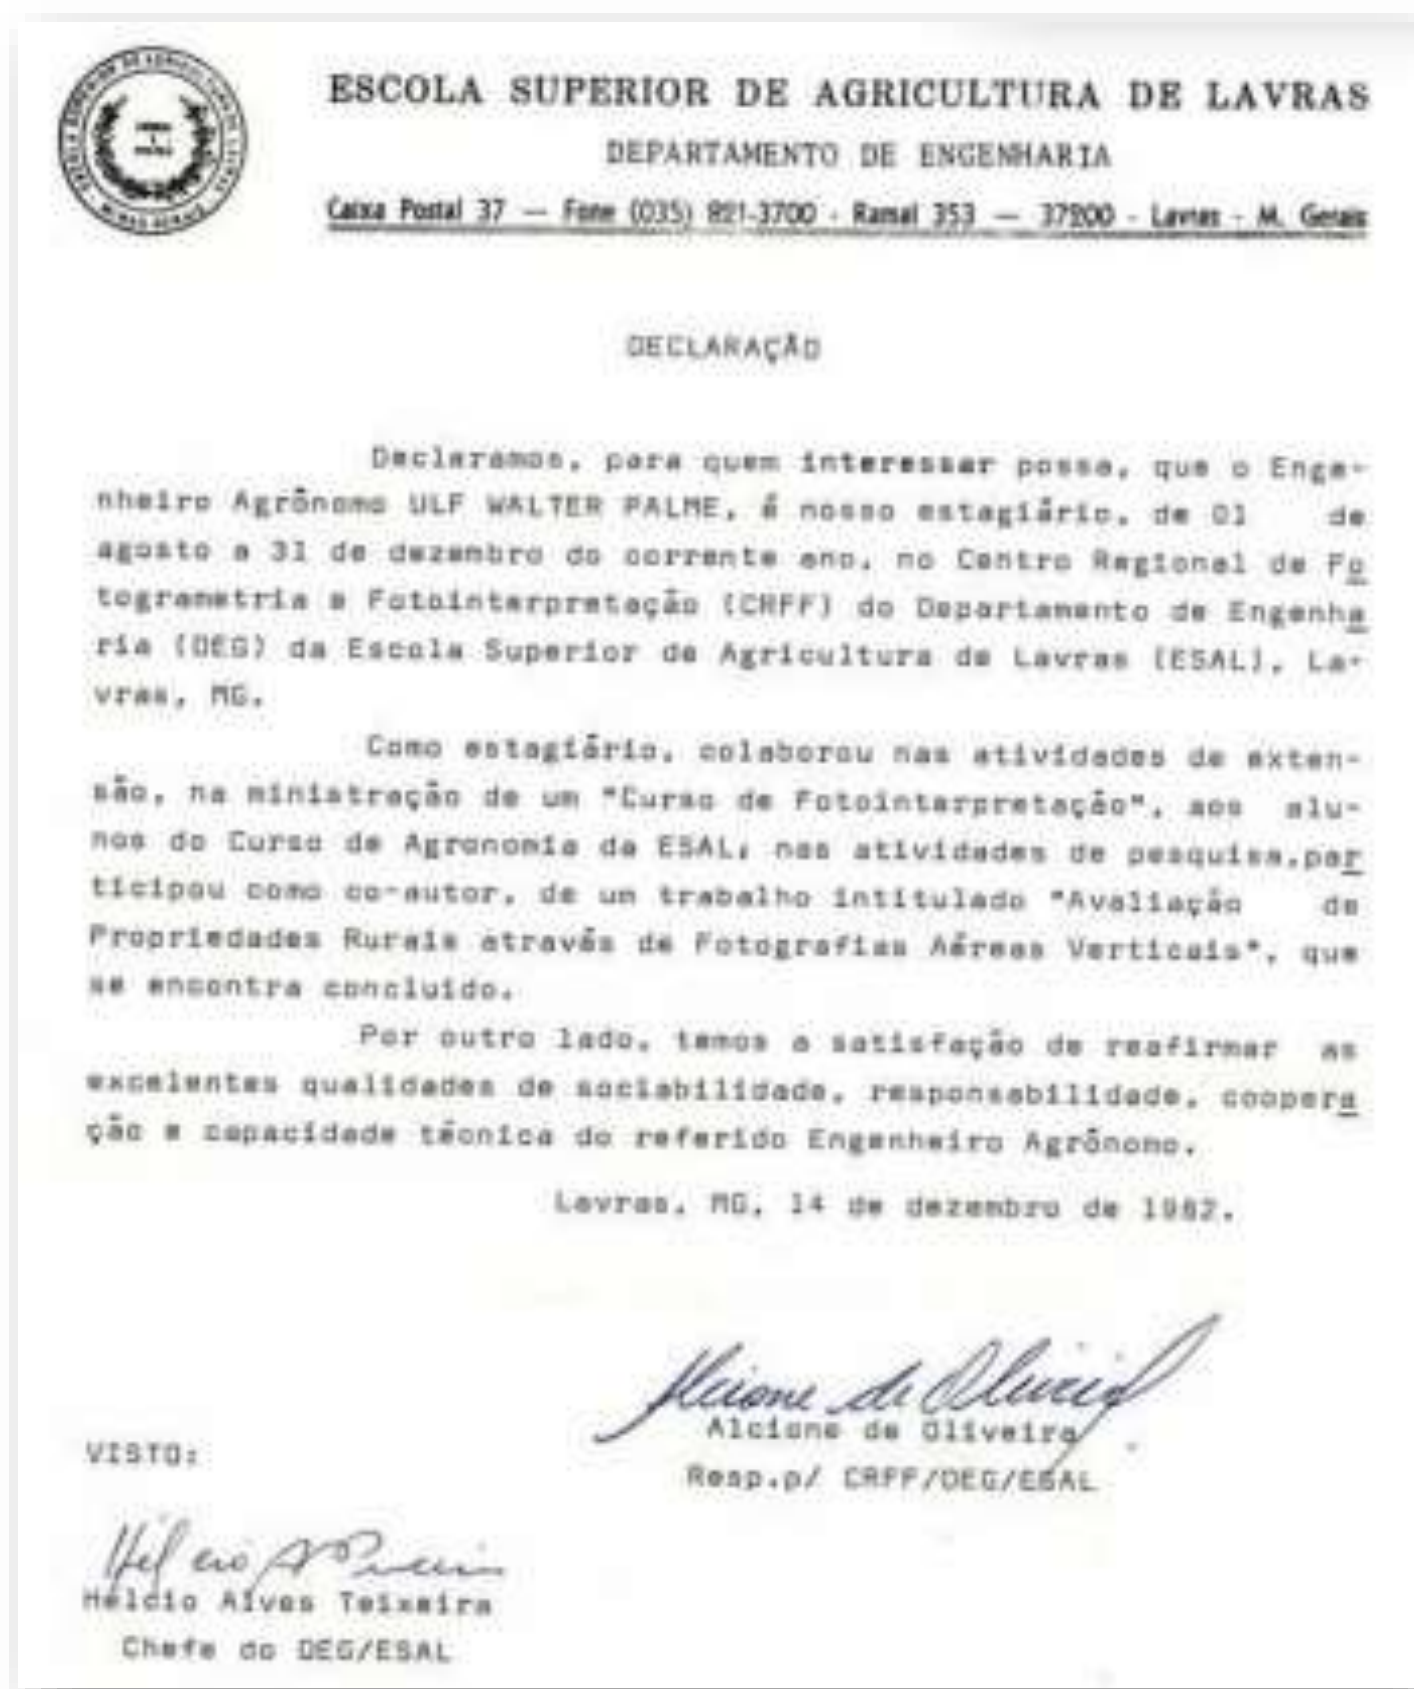 ESCOLA SUPERIOR DE AGRICULTURA DE LAVRAS
DEPARTAMENTO DE ENGENHARIA
Caixa Postal 37 — Fone (035) 821-3700 - Ramal 353 — 37200 - Lavras - M. Gerais
DECLARAÇÃO
Declaramos, para quem interessar possa, que o Enge-
nheiro Agrônomo ULF WALTER PALME, é nosso estagiário, de 01 de
agosto a 31 de dezembro do corrente ano, no Centro Regional de Fo
togrametria e Fotointerpretação (CRFF) do Departamento de Engenha
ria (DEG) da Escola Superior de Agricultura de Lavras (ESAL), La-
vras, MG.
Como estagiário, colaborou nas atividades de exten-
são, na ministração de um "Curso de Fotointerpretação", aos alu-
nos do Curso de Agronomia da ESAL; nas atividades de pesquisa,par
ticipou como co-autor, de um trabalho intitulado "Avaliação de
Propriedades Rurais através de Fotografias Aéreas Verticais", que
se encontra concluído.
Por outro lado, temos a satisfação de reafirmar as
excelentes qualidades de sociabilidade, responsabilidade, coopera
ção e capacidade técnica do referido Engenheiro Agrônomo.
Lavras, MG, 14 de dezembro de 1982.
Alcione de Oliveira
Alcione de Oliveira
Resp.p/ CRFF/DEG/ESAL
VISTO:
Hélcio Alves Teixeira
Chefe do DEG/ESAL